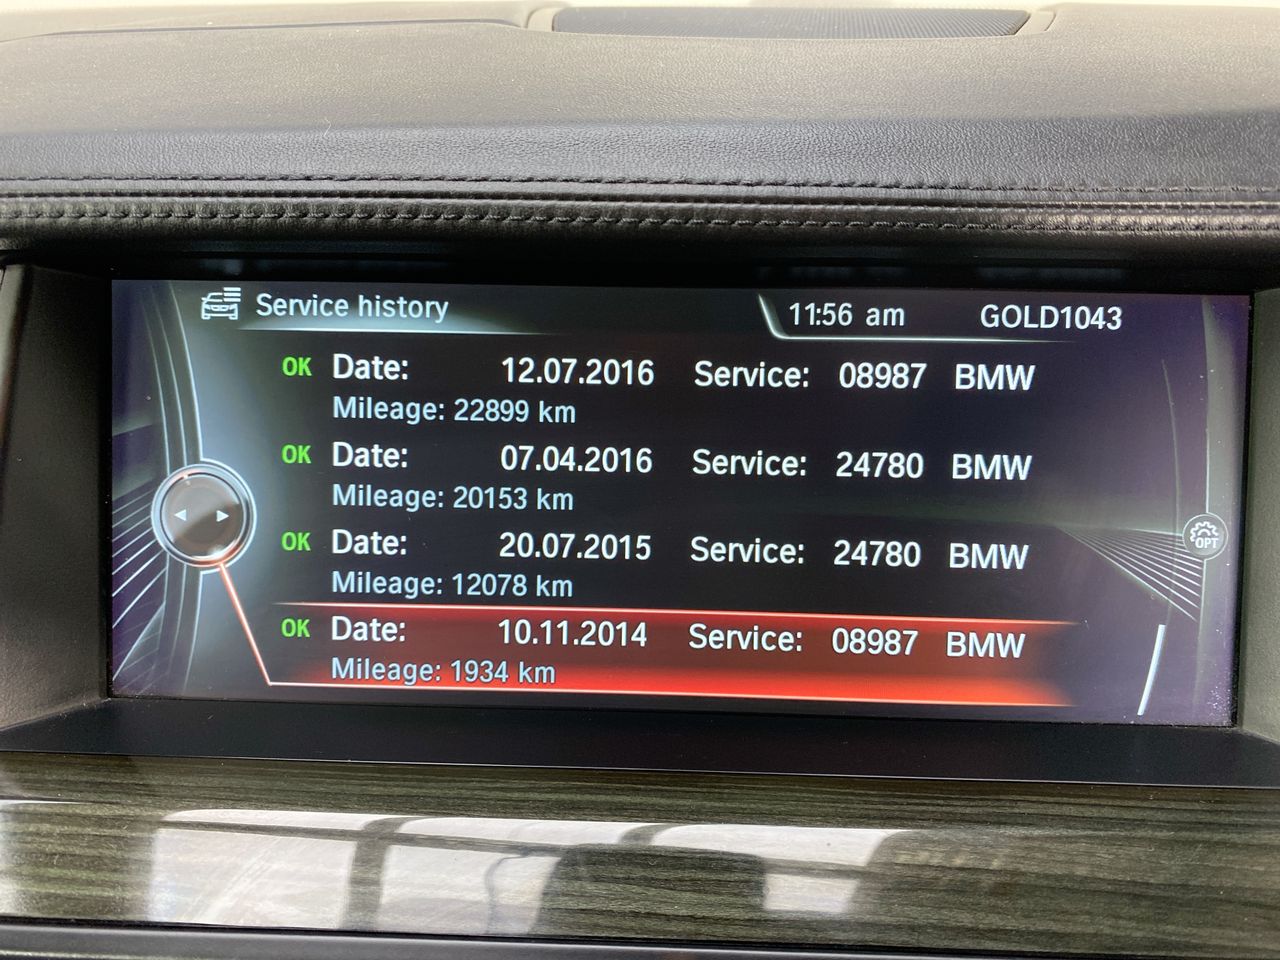 Service history 11:56 am GOLD1043
OK Date: 12.07.2016 Service: 08987 BMW
Mileage: 22899 km
OK Date: 07.04.2016 Service: 24780 BMW
Mileage: 20153 km
OK Date: 20.07.2015 Service: 24780 BMW
Mileage: 12078 km
OK Date: 10.11.2014 Service: 08987 BMW
Mileage: 1934 km
OPT